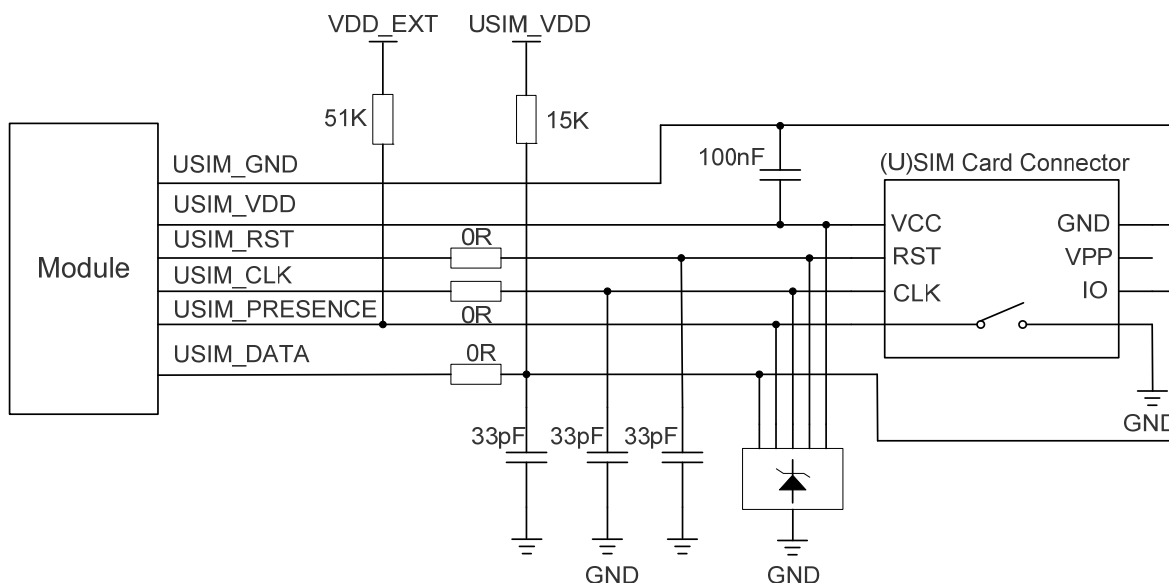 VDD_EXT
USIM_VDD
51K
15K
Module
USIM_GND
USIM_VDD
USIM_RST
USIM_CLK
USIM_PRESENCE
USIM_DATA
0R
0R
0R
100nF
(U)SIM Card Connector
VCC
RST
CLK
GND
VPP
IO
GND
33pF
33pF
33pF
GND
GND